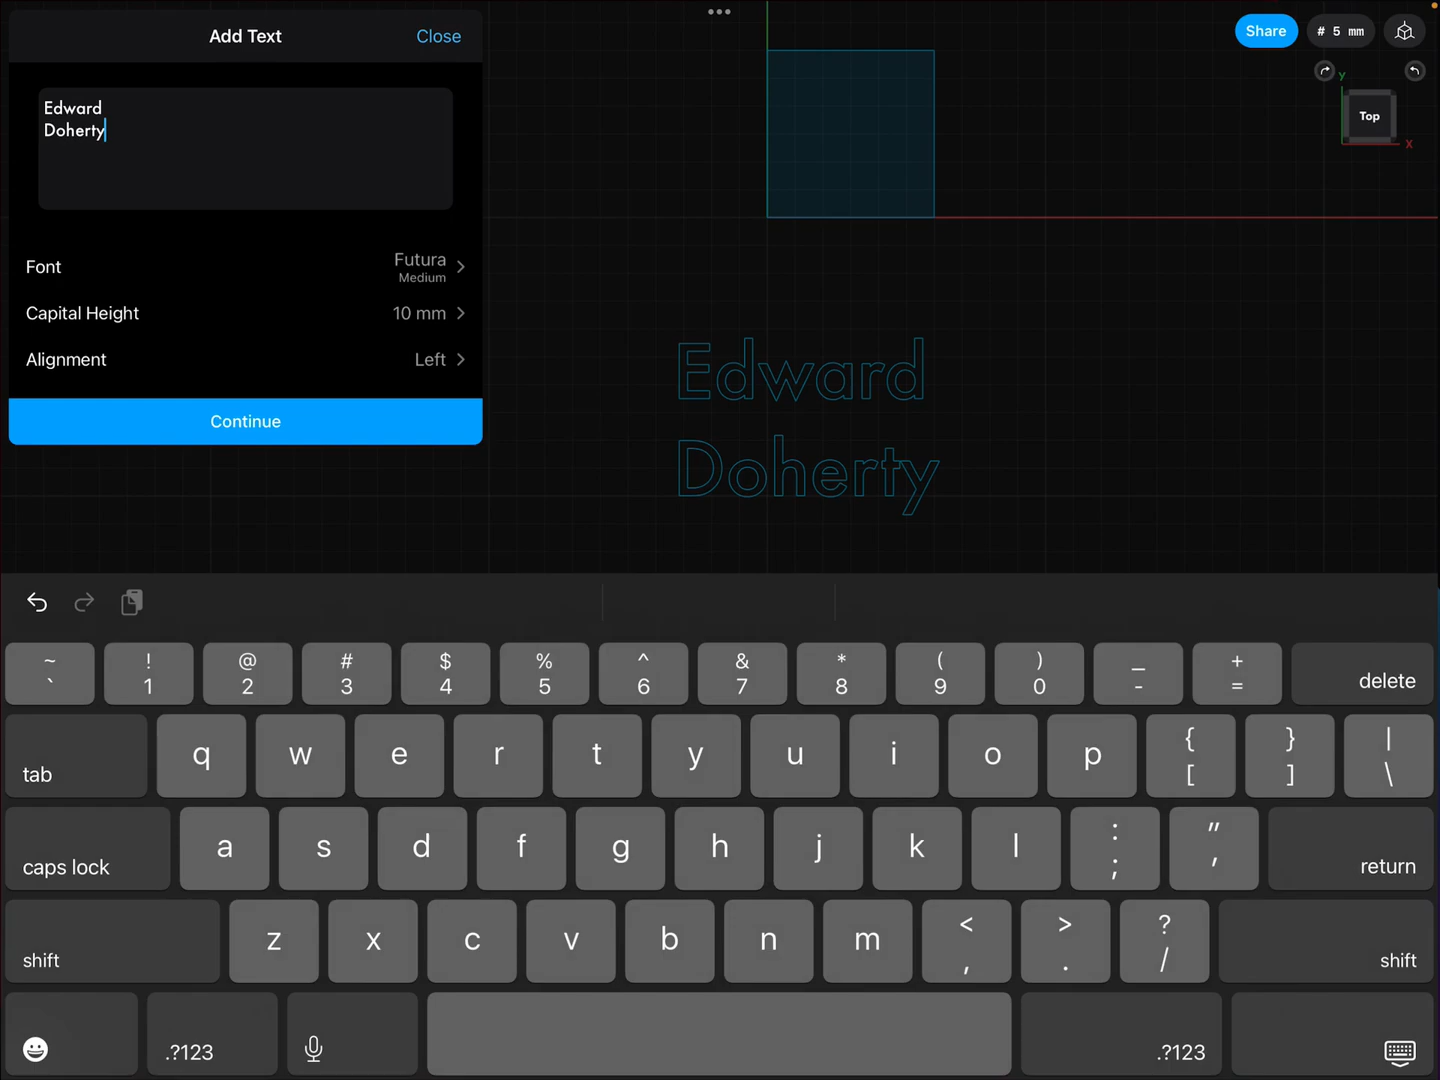 Add Text
Close
Edward
Doherty
Font
Futura
Medium
Capital Height
10 mm
Alignment
Left
Continue
Share
# 5 mm
y
Top
X
Edward
Doherty
~ ! @ # $ % ^ & * ( ) _ +
` 1 2 3 4 5 6 7 8 9 0 - = delete
tab q w e r t y u i o p { [ } ] | \
caps lock a s d f g h j k l : ; " ' return
shift z x c v b n m < , > . ? / shift
.?123 .?123